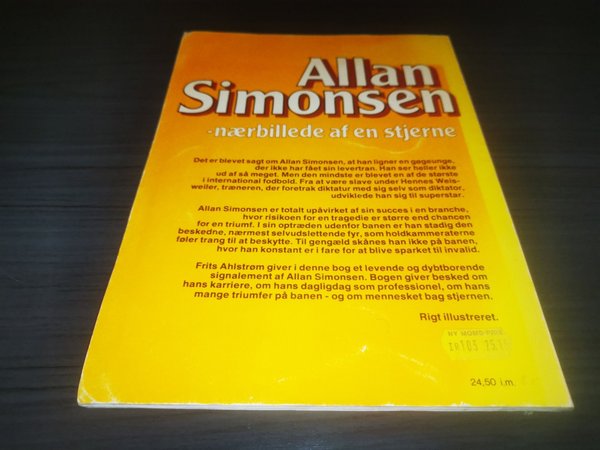 Allan
Simonsen
-nærbillede af en stjerne
Det er blevet sagt om Allan Simonsen, at han ligner en gøgeunge,
der ikke har fået sin levertran. Han ser heller ikke
ud af så meget. Men den mindste er blevet en af de største
i international fodbold. Fra at være slave under Hennes Weis-
weiler, træneren, der foretrak diktatur med sig selv som diktator,
udviklede han sig til superstar.
Allan Simonsen er totalt upåvirket af sin succes i en branche,
hvor risikoen for en tragedie er større end chancen
for en triumf. I sin optræden udenfor banen er han stadig den
beskedne, nærmest selvudslettende fyr, som holdkammeraterne
føler trang til at beskytte. Til gengæld skånes han ikke på banen,
hvor han konstant er i fare for at blive sparket til invalid.
Frits Ahlstrøm giver i denne bog et levende og dybtborende
signalement af Allan Simonsen. Bogen giver besked om
hans karriere, om hans dagligdag som professionel, om hans
mange triumfer på banen - og om mennesket bag stjernen.
Rigt illustreret.
NY MOMS-PRIS
24,50 i.m.